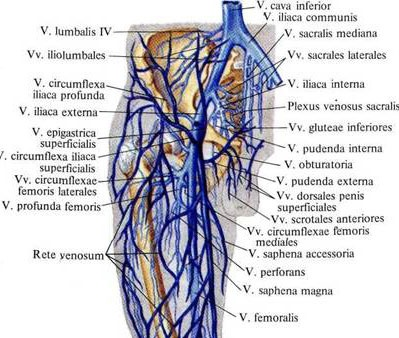 V. lumbalis IV
Vv. iliolumbales
V. circumflexa
iliaca profunda
V. iliaca externa
V. epigastrica
superficialis
V. circumflexa iliaca
superficialis
Vv. circumflexae
femoris laterales
V. profunda femoris
Rete venosum
V. cava inferior
V. iliaca communis
V. sacralis mediana
Vv. sacrales laterales
V. iliaca interna
Plexus venosus sacralis
Vv. gluteae inferiores
V. pudenda interna
V. obturatoria
V. pudenda externa
Vv. dorsales penis
superficiales
Vv. scrotales anteriores
Vv. circumflexae femoris
mediales
V. saphena accessoria
V. perforans
V. saphena magna
V. femoralis